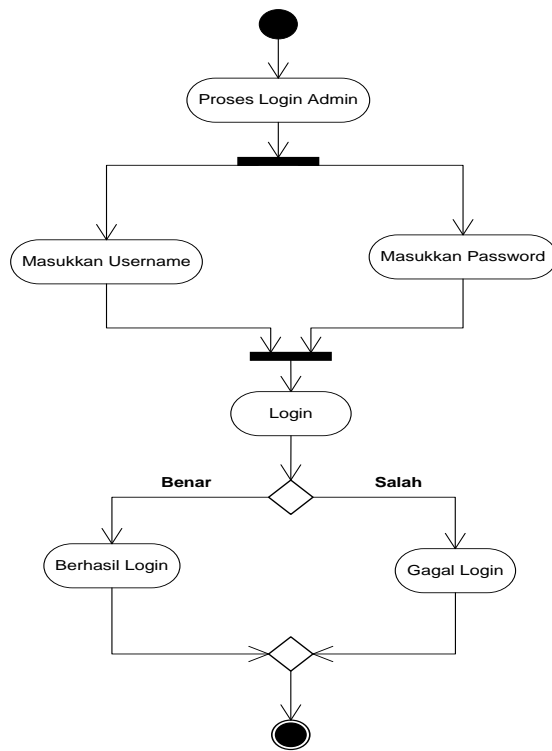 Proses Login Admin
Masukkan Username
Masukkan Password
Login
Benar
Salah
Berhasil Login
Gagal Login